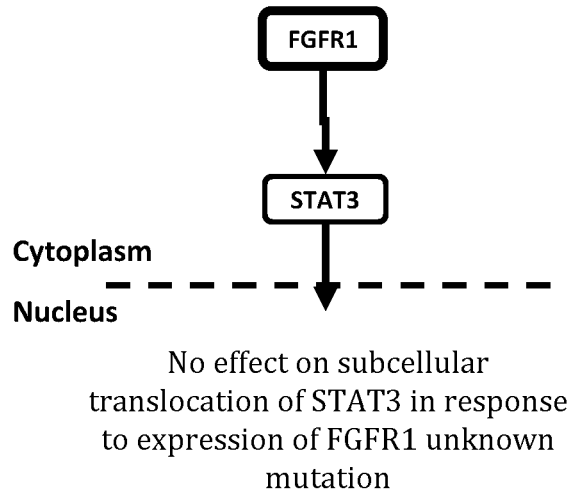 FGFR1
STAT3
Cytoplasm
Nucleus
No effect on subcellular
translocation of STAT3 in response
to expression of FGFR1 unknown
mutation